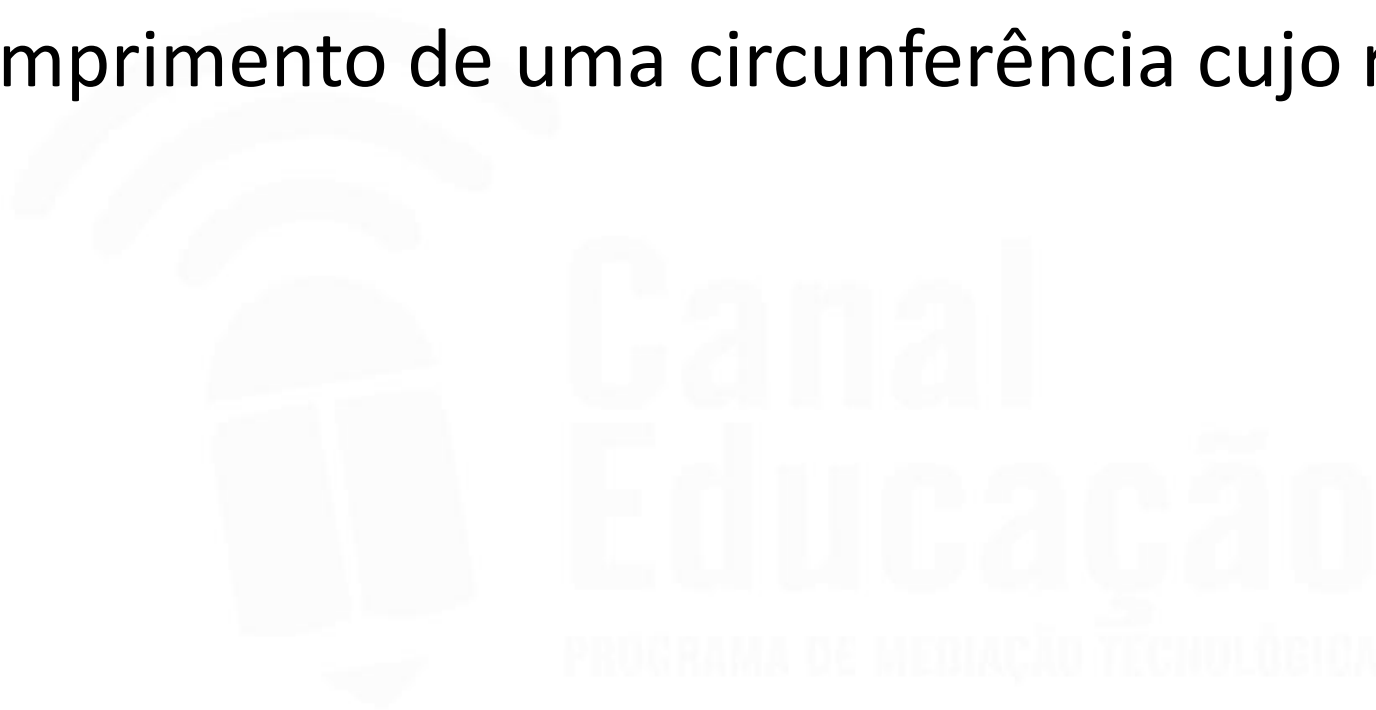 mprimento de uma circunferência cujo
Canal
Educação
PROGRAMA DE MEDIAÇÃO TECNOLÓGICA